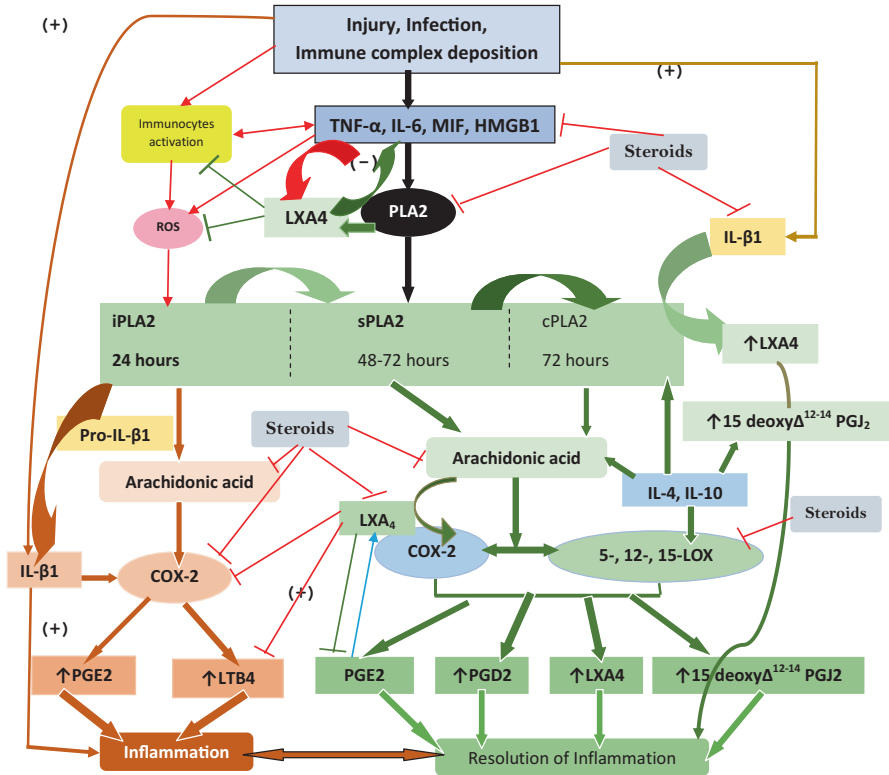 (+)
Injury, Infection,
Immune complex deposition
(+)
Immunocytes
activation
TNF-α, IL-6, MIF, HMGB1
Steroids
(−)
LXA4
PLA2
ROS
IL-β1
iPLA2
sPLA2
cPLA2
24 hours
48-72 hours
72 hours
↑LXA4
Pro-IL-β1
Steroids
↑15 deoxyΔ¹²⁻¹⁴ PGJ₂
Arachidonic acid
Arachidonic acid
IL-4, IL-10
LXA₄
Steroids
IL-β1
COX-2
COX-2
5-, 12-, 15-LOX
(+)
(+)
↑PGE2
↑LTB4
PGE2
↑PGD2
↑LXA4
↑15 deoxyΔ¹²⁻¹⁴ PGJ2
Inflammation
Resolution of Inflammation